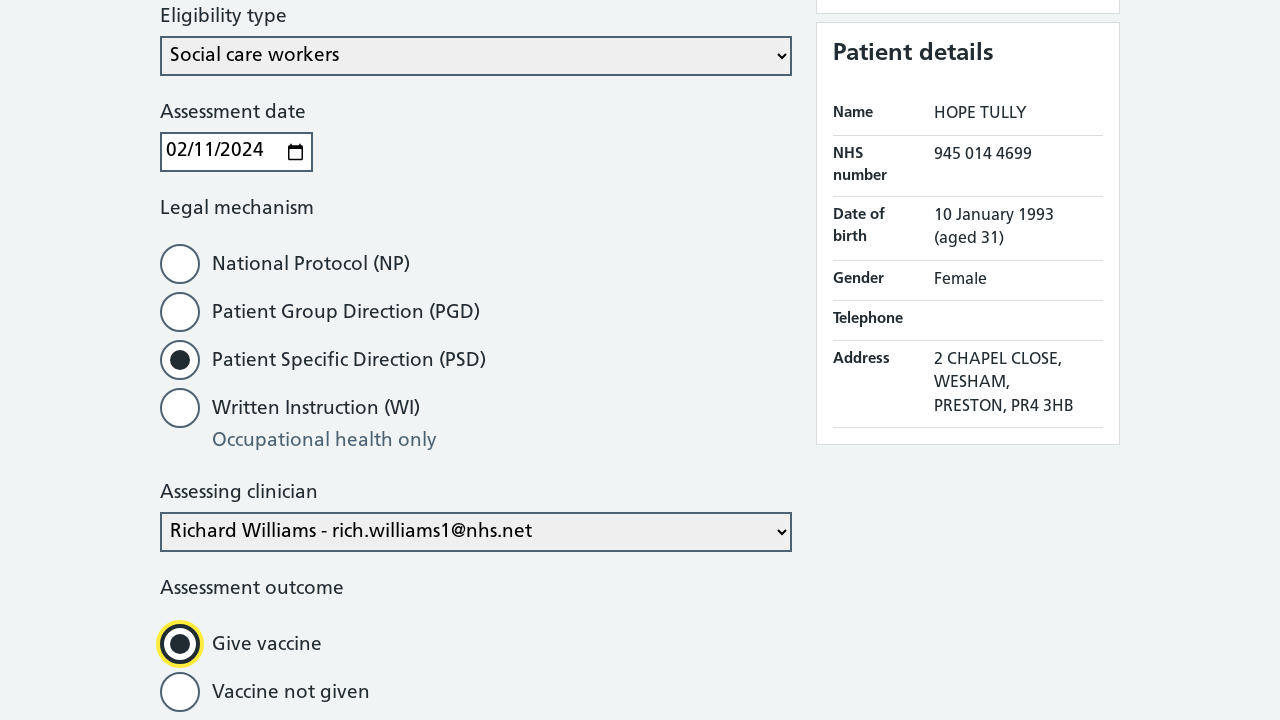 Eligibility type
Social care workers
Assessment date
02/11/2024
Legal mechanism
National Protocol (NP)
Patient Group Direction (PGD)
Patient Specific Direction (PSD)
Written Instruction (WI)
Occupational health only
Assessing clinician
Richard Williams - rich.williams1@nhs.net
Assessment outcome
Give vaccine
Vaccine not given
Patient details
Name HOPE TULLY
NHS number 945 014 4699
Date of birth 10 January 1993
(aged 31)
Gender Female
Telephone
Address 2 CHAPEL CLOSE,
WESHAM,
PRESTON, PR4 3HB